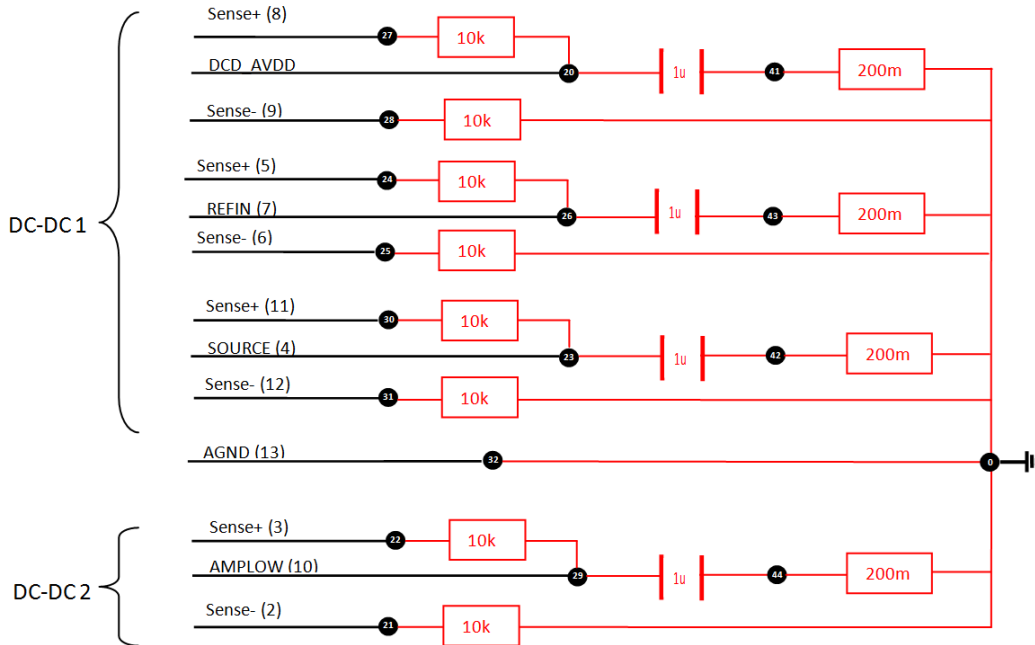 Sense+ (8)
27
10k
DCD_AVDD
20
1u
41
200m
Sense- (9)
28
10k
Sense+ (5)
24
10k
REFIN (7)
26
1u
43
200m
DC-DC 1
Sense- (6)
25
10k
Sense+ (11)
30
10k
SOURCE (4)
23
1u
42
200m
Sense- (12)
31
10k
AGND (13)
32
0
Sense+ (3)
22
10k
AMPLOW (10)
29
1u
44
200m
DC-DC 2
Sense- (2)
21
10k